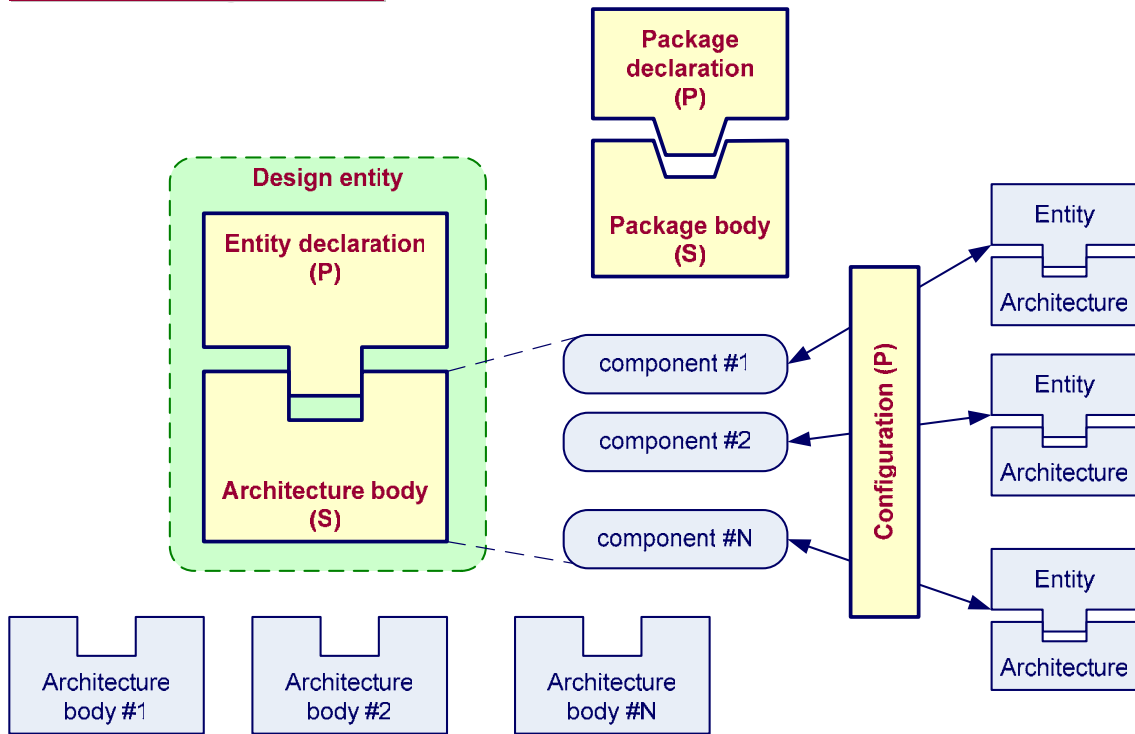 Package
declaration
(P)
Package body
(S)
Design entity
Entity declaration
(P)
Architecture body
(S)
component #1
component #2
component #N
Configuration (P)
Entity
Architecture
Entity
Architecture
Entity
Architecture
Architecture
body #1
Architecture
body #2
Architecture
body #N